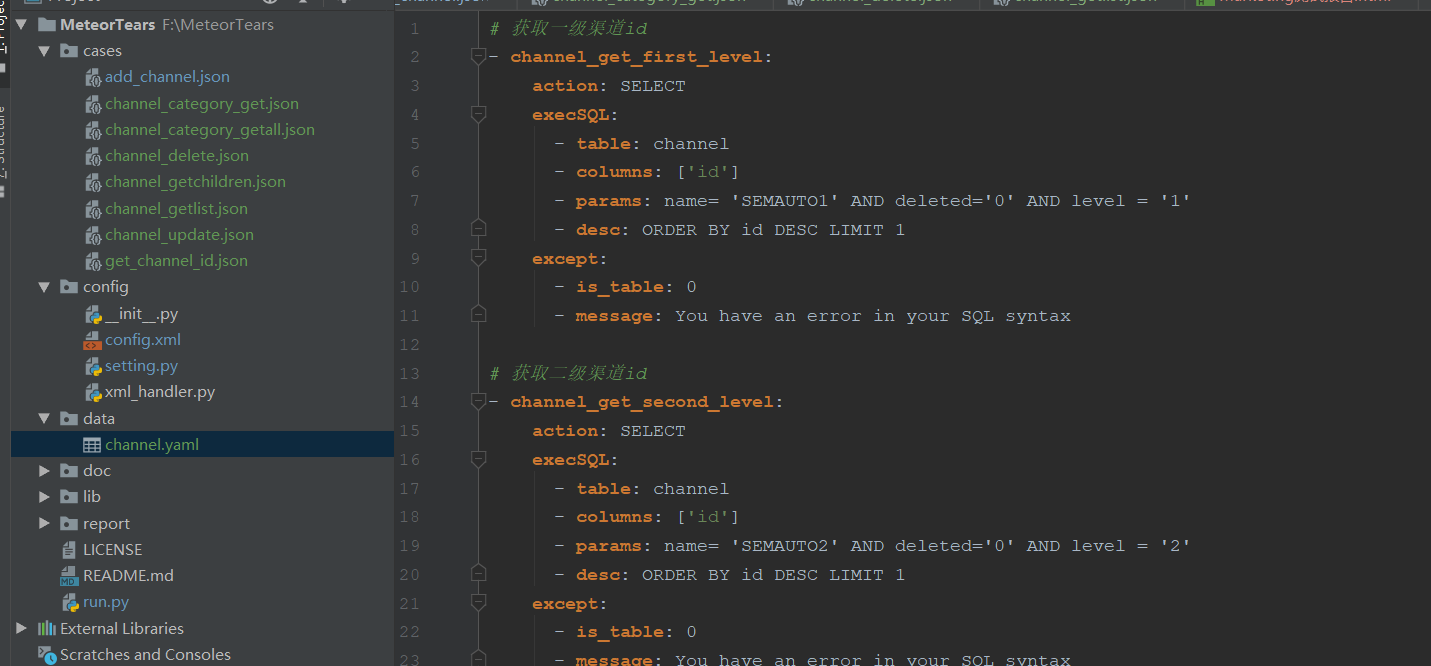 MeteorTears F:\MeteorTears
cases
add_channel.json
channel_category_get.json
channel_category_getall.json
channel_delete.json
channel_getchildren.json
channel_getlist.json
channel_update.json
get_channel_id.json
config
__init__.py
config.xml
setting.py
xml_handler.py
data
channel.yaml
doc
lib
report
LICENSE
README.md
run.py
External Libraries
Scratches and Consoles
1 # 获取一级渠道id
2 - channel_get_first_level:
3 action: SELECT
4 execSQL:
5 - table: channel
6 - columns: ['id']
7 - params: name= 'SEMAUTO1' AND deleted='0' AND level = '1'
8 - desc: ORDER BY id DESC LIMIT 1
9 except:
10 - is_table: 0
11 - message: You have an error in your SQL syntax
12
13 # 获取二级渠道id
14 - channel_get_second_level:
15 action: SELECT
16 execSQL:
17 - table: channel
18 - columns: ['id']
19 - params: name= 'SEMAUTO2' AND deleted='0' AND level = '2'
20 - desc: ORDER BY id DESC LIMIT 1
21 except:
22 - is_table: 0
23 - message: You have an error in your SQL syntax